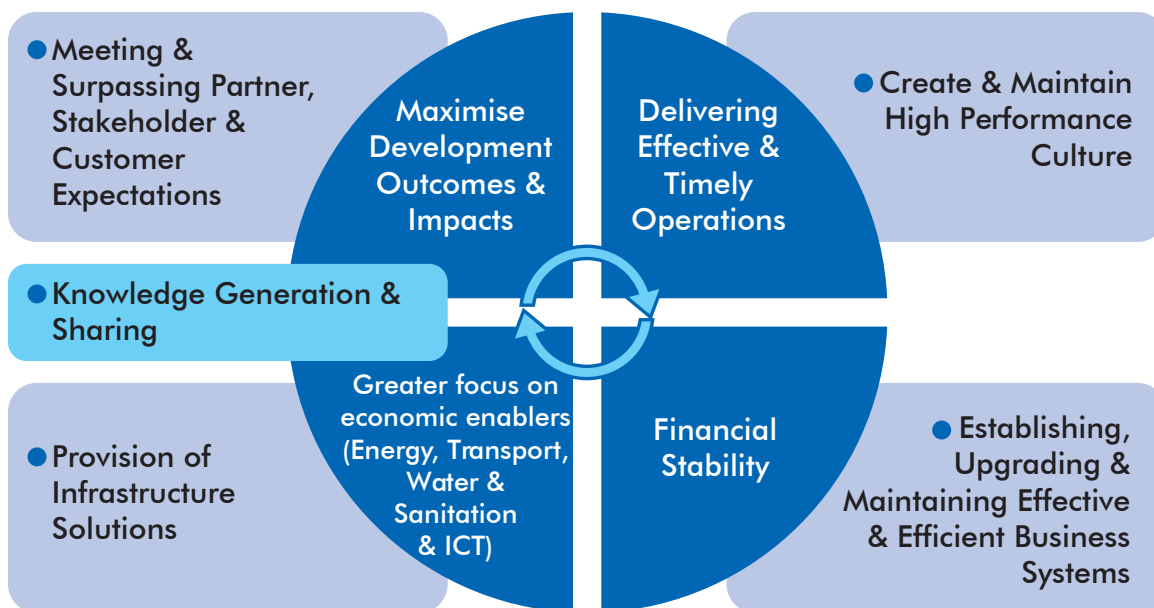 Meeting &
Surpassing Partner,
Stakeholder &
Customer
Expectations
Maximise
Development
Outcomes &
Impacts
Delivering
Effective &
Timely
Operations
Create & Maintain
High Performance
Culture
Knowledge Generation &
Sharing
Provision of
Infrastructure
Solutions
Greater focus on
economic enablers
(Energy, Transport,
Water &
Sanitation
& ICT)
Financial
Stability
Establishing,
Upgrading &
Maintaining Effective
& Efficient Business
Systems